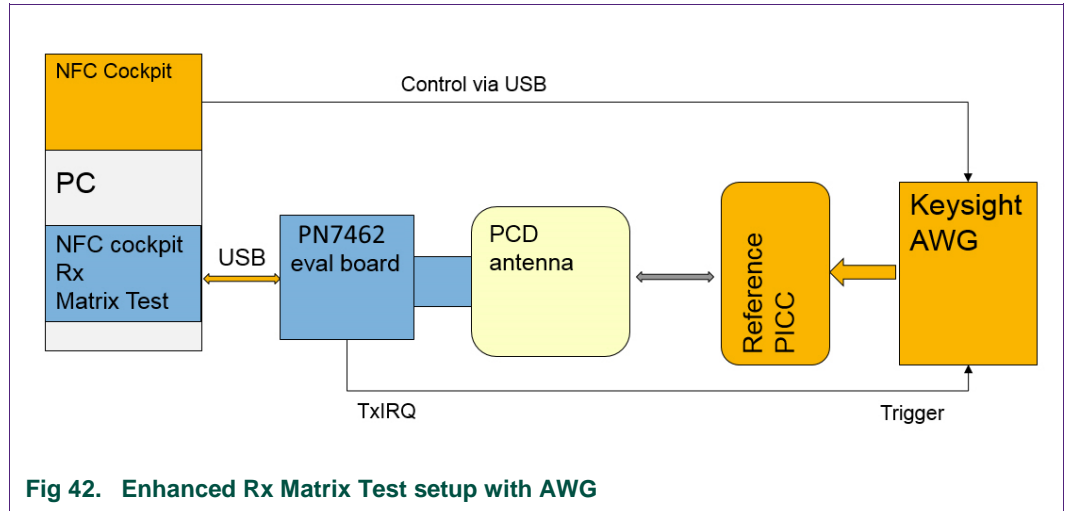 NFC Cockpit
Control via USB
PC
NFC cockpit
Rx
Matrix Test
USB
PN7462
eval board
PCD
antenna
Reference
PICC
Keysight
AWG
TxIRQ
Trigger
Fig 42. Enhanced Rx Matrix Test setup with AWG